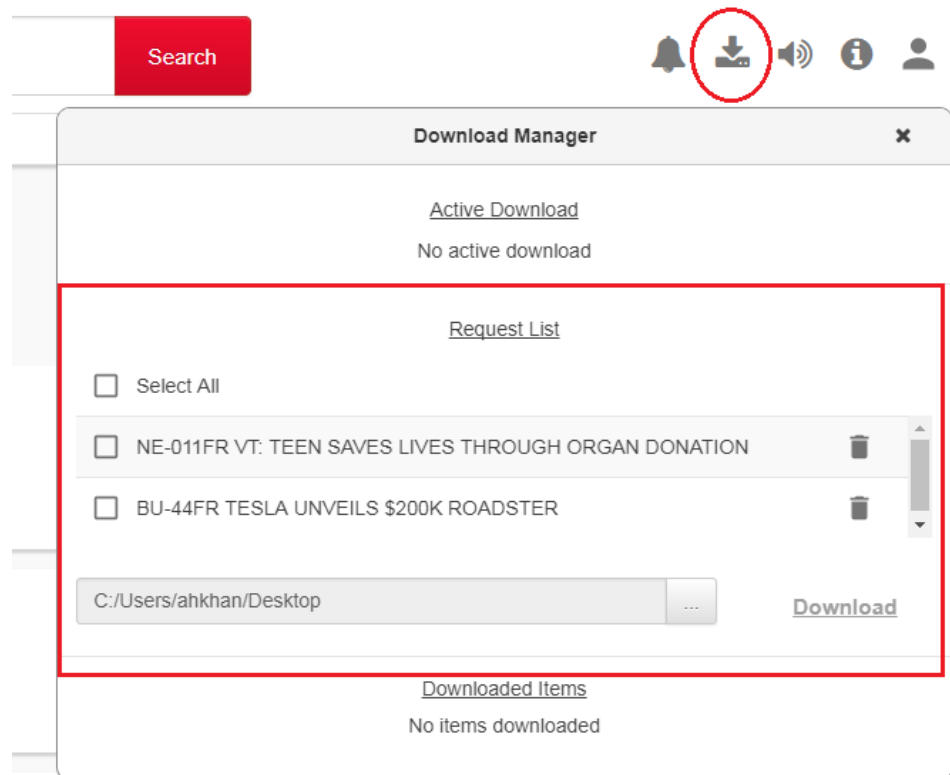 Search
Download Manager
Active Download
No active download
Request List
Select All
NE-011FR VT: TEEN SAVES LIVES THROUGH ORGAN DONATION
BU-44FR TESLA UNVEILS $200K ROADSTER
C:/Users/ahkhan/Desktop
...
Download
Downloaded Items
No items downloaded